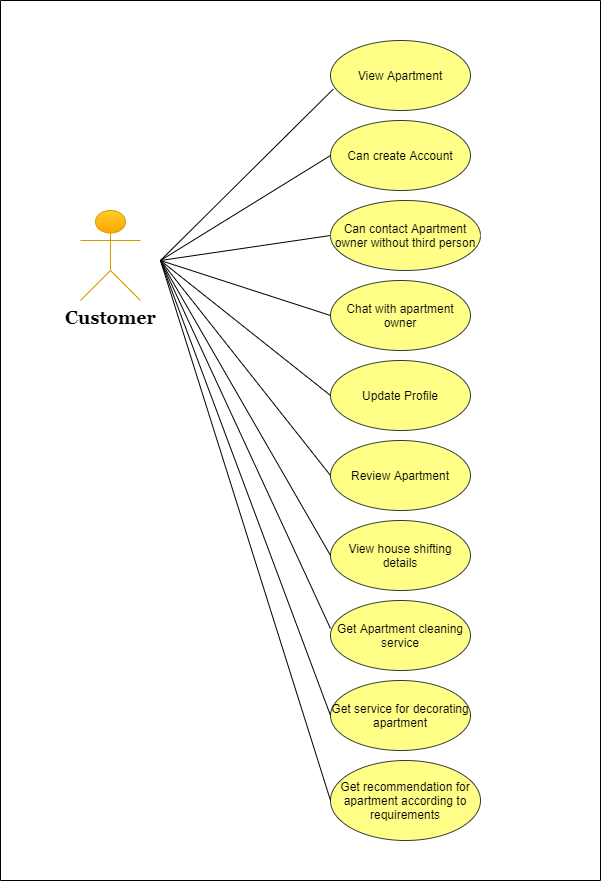 View Apartment
Can create Account
Can contact Apartment
owner without third person
Chat with apartment
owner
Customer
Update Profile
Review Apartment
View house shifting
details
Get Apartment cleaning
service
Get service for decorating
apartment
Get recommendation for
apartment according to
requirements